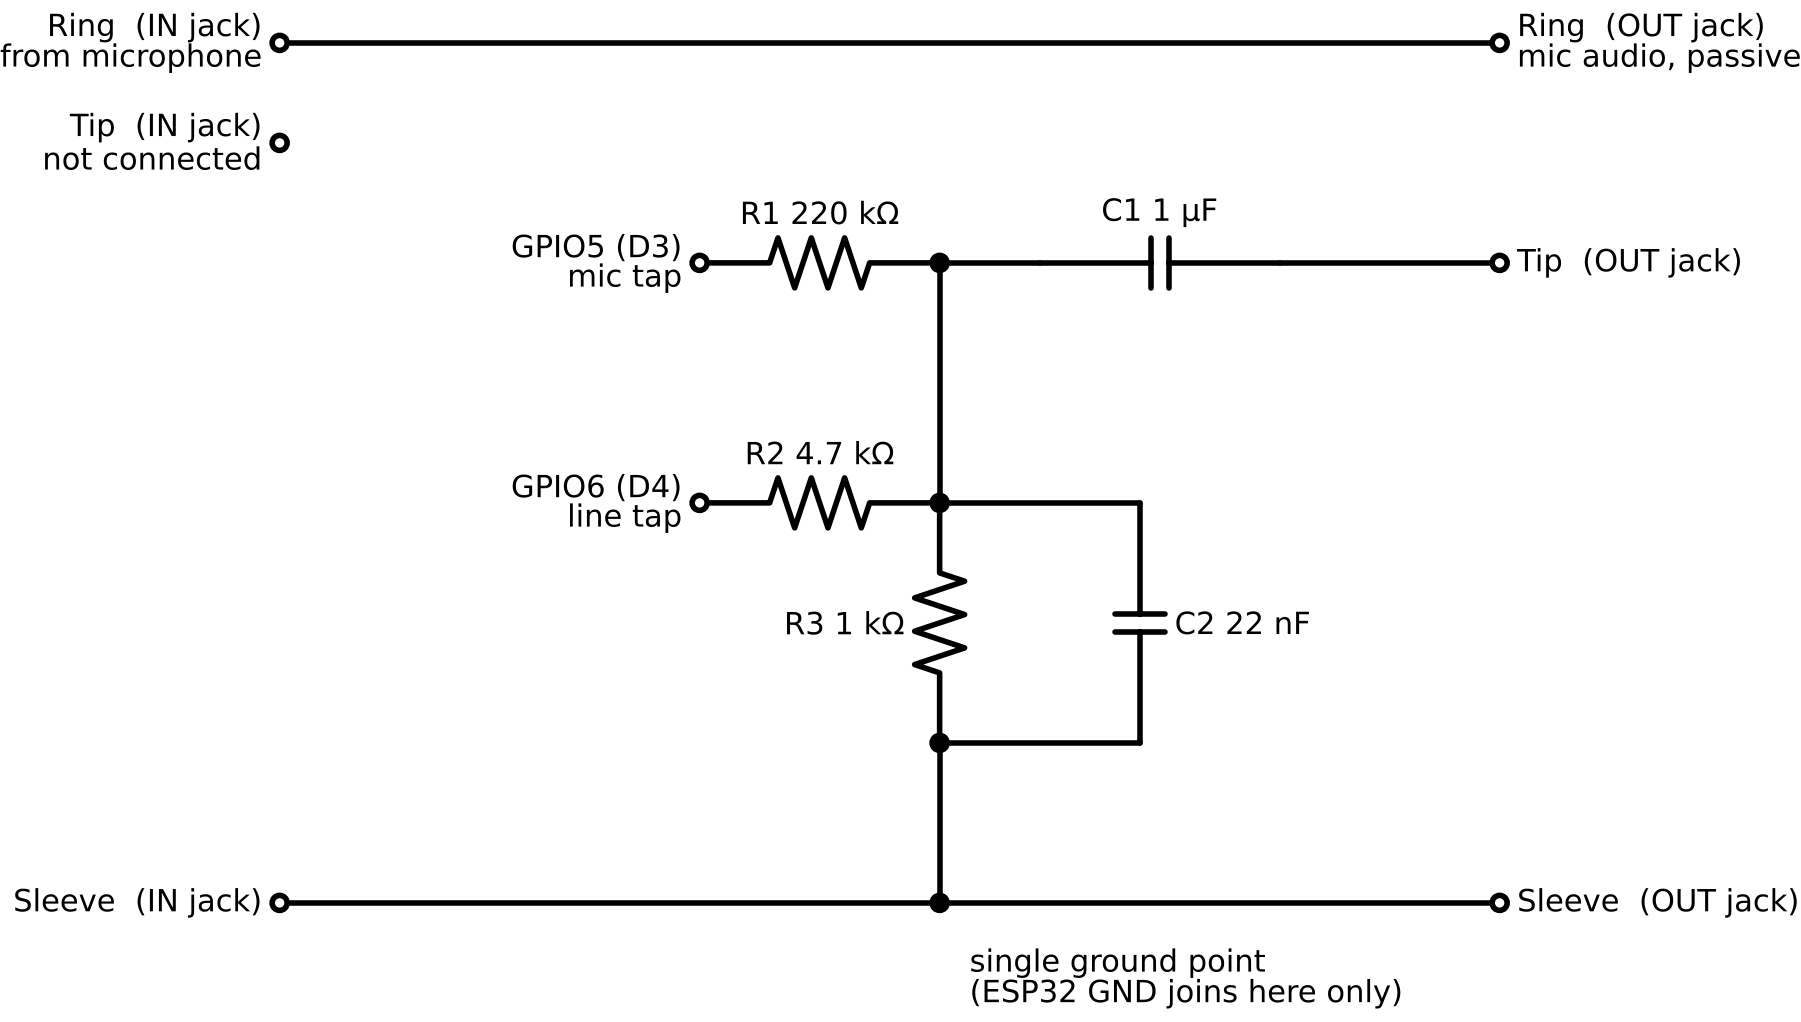 Ring  (IN jack)
from microphone
Ring  (OUT jack)
mic audio, passive
Tip  (IN jack)
not connected
R1 220 kΩ
C1 1 µF
GPIO5 (D3)
mic tap
Tip  (OUT jack)
R2 4.7 kΩ
GPIO6 (D4)
line tap
R3 1 kΩ
C2 22 nF
Sleeve  (IN jack)
Sleeve  (OUT jack)
single ground point
(ESP32 GND joins here only)